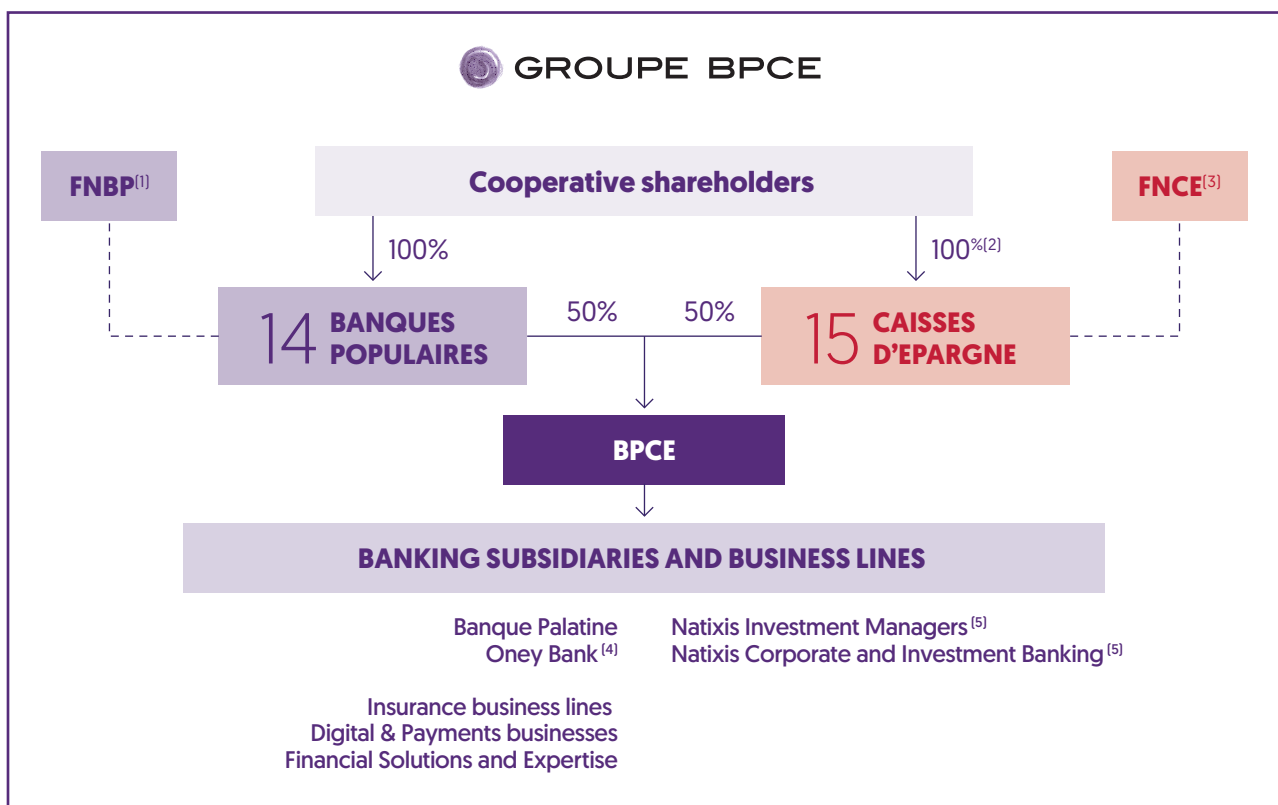 GROUPE BPCE
FNBP(1)
Cooperative shareholders
FNCE(3)
100%
100%(2)
14 BANQUES
POPULAIRES
50%
50%
15 CAISSES
D'EPARGNE
BPCE
BANKING SUBSIDIARIES AND BUSINESS LINES
Banque Palatine
Oney Bank (4)
Natixis Investment Managers (5)
Natixis Corporate and Investment Banking (5)
Insurance business lines
Digital & Payments businesses
Financial Solutions and Expertise